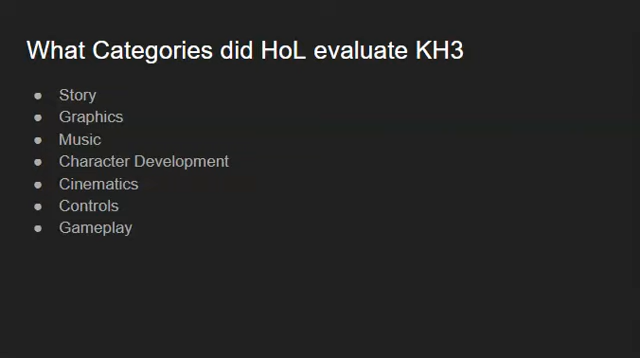 What Categories did HoL evaluate KH3
● Story
● Graphics
● Music
● Character Development
● Cinematics
● Controls
● Gameplay